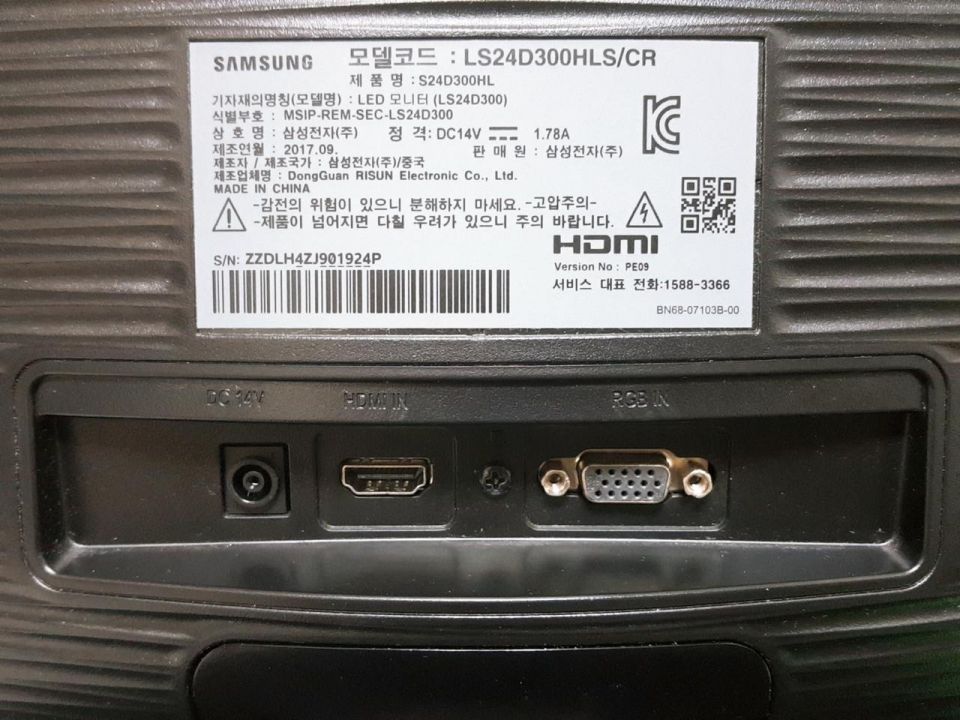 SAMSUNG 모델코드 : LS24D300HLS/CR
제 품 명 : S24D300HL
기자재의명칭(모델명) : LED 모니터 (LS24D300)
식별부호 : MSIP-REM-SEC-LS24D300
상 호 명 : 삼성전자(주) 정 격: DC14V 1.78A
제조연월 : 2017.09. 판 매 원 : 삼성전자(주)
제조자 / 제조국가 : 삼성전자(주)/중국
제조업체명 : DongGuan RISUN Electronic Co., Ltd.
MADE IN CHINA
-감전의 위험이 있으니 분해하지 마세요. -고압주의-
-제품이 넘어지면 다칠 우려가 있으니 주의 바랍니다.
HDMI
S/N: ZZDLH4ZJ901924P
Version No : PE09
서비스 대표 전화:1588-3366
BN68-07103B-00
DC 14V HDMI IN RGB IN